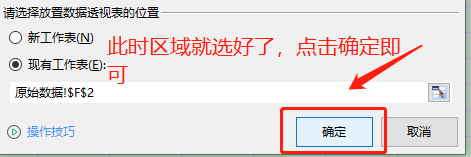 请选择放置数据透视表的位置
新工作表(N)
此时区域就选好了，点击确定即
现有工作表(E):
可
原始数据!$F$2
操作技巧
确定
取消